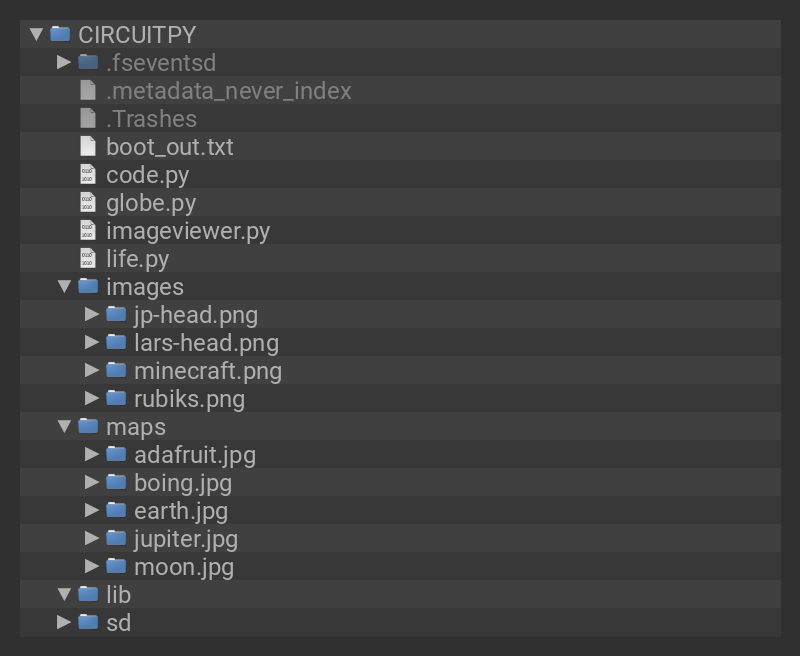 CIRCUITPY
.fseventsd
.metadata_never_index
.Trashes
boot_out.txt
code.py
globe.py
imageviewer.py
life.py
images
jp-head.png
lars-head.png
minecraft.png
rubiks.png
maps
adafruit.jpg
boing.jpg
earth.jpg
jupiter.jpg
moon.jpg
lib
sd